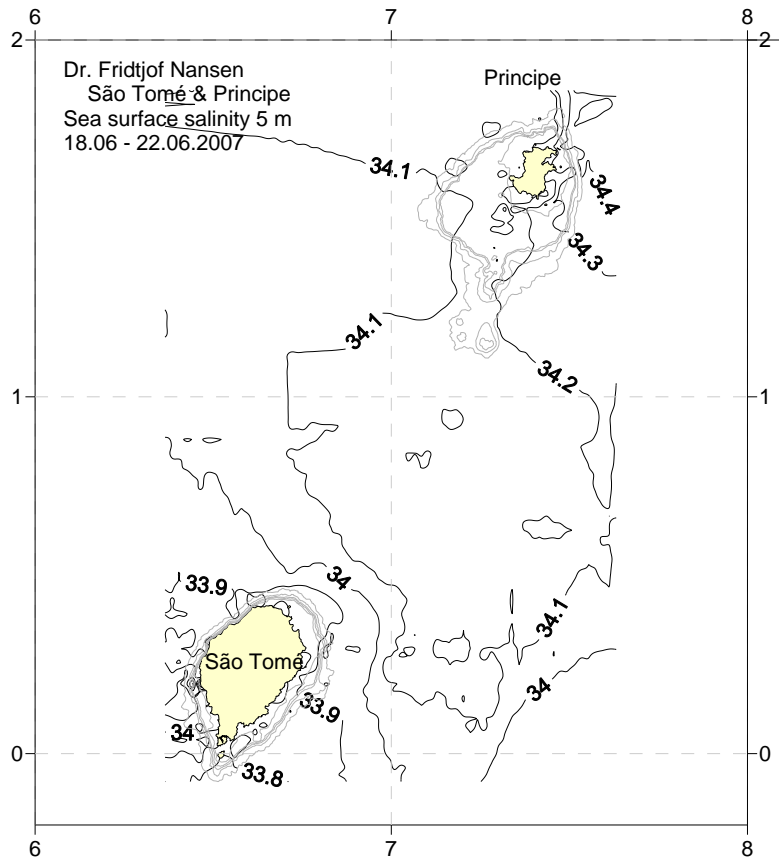 6 7 8
2 2
Dr. Fridtjof Nansen
São Tomé & Principe
Sea surface salinity 5 m
18.06 - 22.06.2007
Principe
34.1
34.4
34.3
34.1
34.2
1 1
34
33.9
34.1
São Tomé
34
33.9
34
0 0
33.8
6 7 8